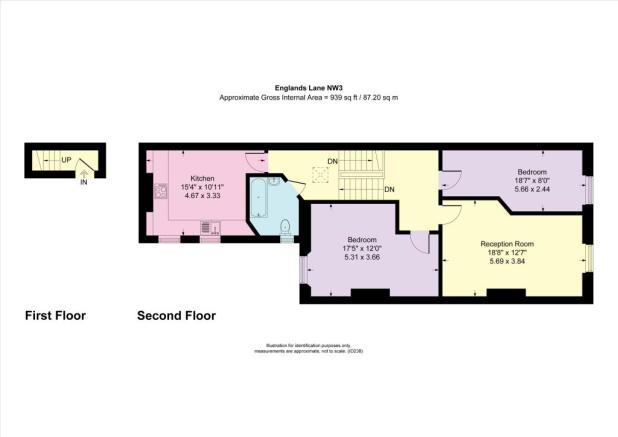 Englands Lane NW3
Approximate Gross Internal Area = 939 sq ft / 87.20 sq m
UP
IN
Kitchen
15'4" x 10'11"
4.67 x 3.33
DN
DN
Bedroom
18'7" x 8'0"
5.66 x 2.44
Bedroom
17'5" x 12'0"
5.31 x 3.66
Reception Room
18'8" x 12'7"
5.69 x 3.84
First Floor
Second Floor
Illustration for identification purposes only,
measurements are approximate, not to scale. (ID238)